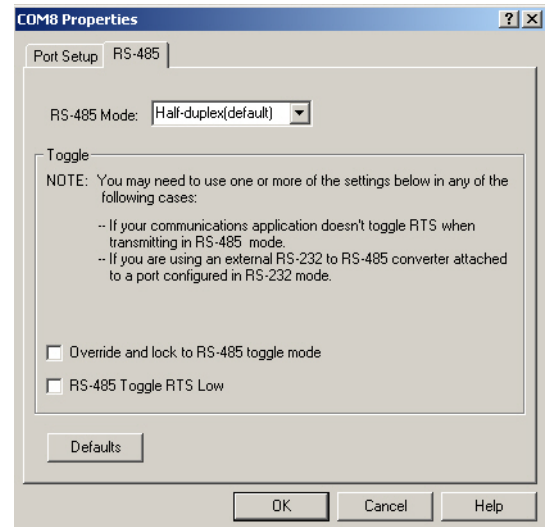 COM8 Properties
Port Setup RS-485
RS-485 Mode: Half-duplex(default)
Toggle
NOTE: You may need to use one or more of the settings below in any of the
following cases:
-- If your communications application doesn't toggle RTS when
transmitting in RS-485 mode.
-- If you are using an external RS-232 to RS-485 converter attached
to a port configured in RS-232 mode.
Override and lock to RS-485 toggle mode
RS-485 Toggle RTS Low
Defaults
OK Cancel Help